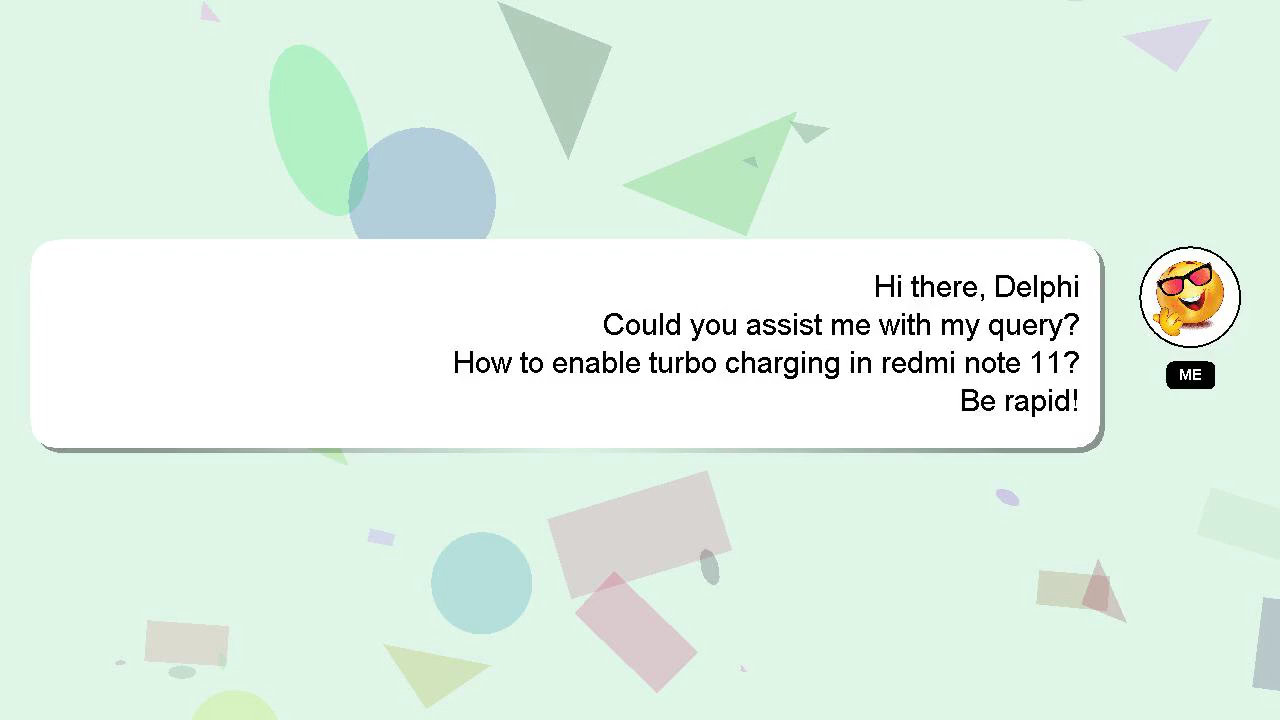 Hi there, Delphi
Could you assist me with my query?
How to enable turbo charging in redmi note 11?
Be rapid!
ME